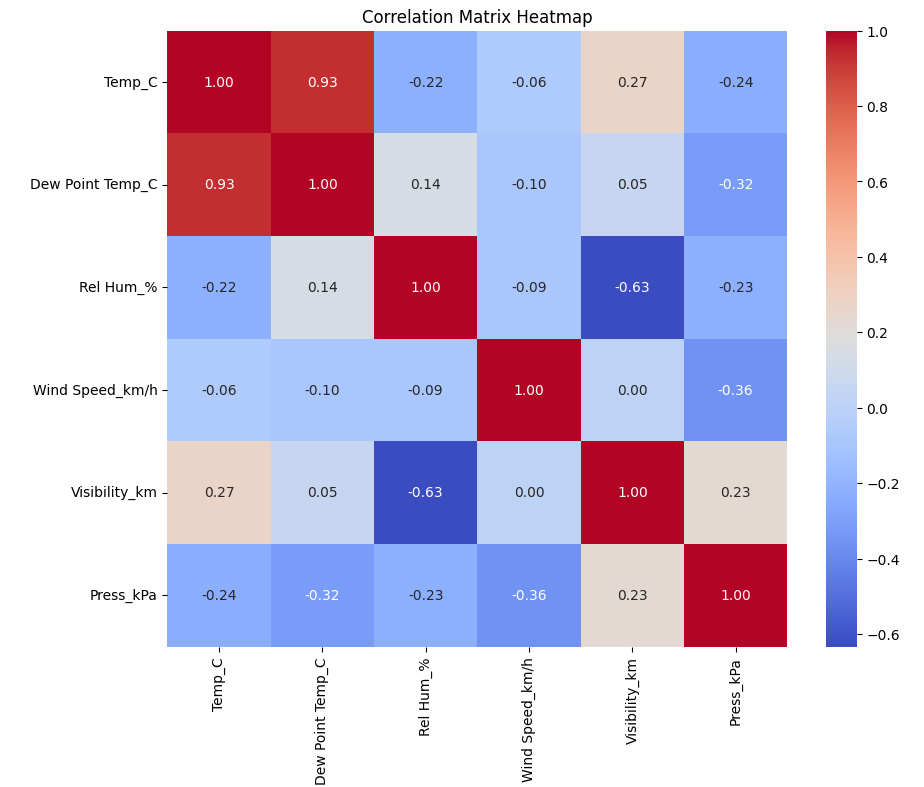 Correlation Matrix Heatmap
Temp_C 1.00 0.93 -0.22 -0.06 0.27 -0.24
Dew Point Temp_C 0.93 1.00 0.14 -0.10 0.05 -0.32
Rel Hum_% -0.22 0.14 1.00 -0.09 -0.63 -0.23
Wind Speed_km/h -0.06 -0.10 -0.09 1.00 0.00 -0.36
Visibility_km 0.27 0.05 -0.63 0.00 1.00 0.23
Press_kPa -0.24 -0.32 -0.23 -0.36 0.23 1.00
Temp_C
Dew Point Temp_C
Rel Hum_%
Wind Speed_km/h
Visibility_km
Press_kPa
1.0
0.8
0.6
0.4
0.2
0.0
−0.2
−0.4
−0.6